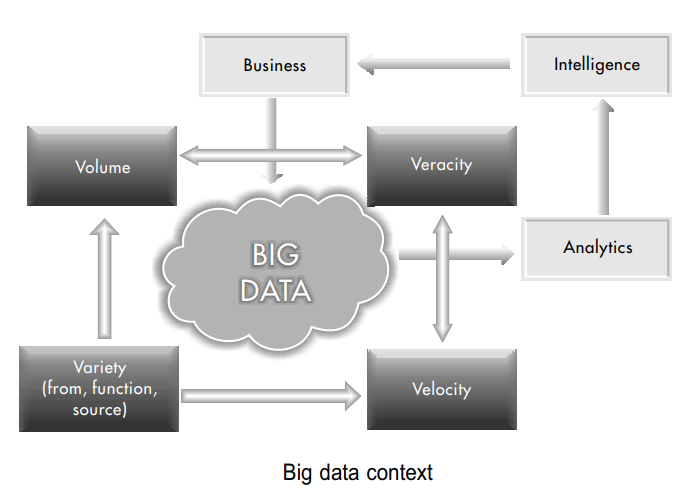 Business
Intelligence
Volume
Veracity
BIG
DATA
Analytics
Variety
(from, function,
source)
Velocity
Big data context